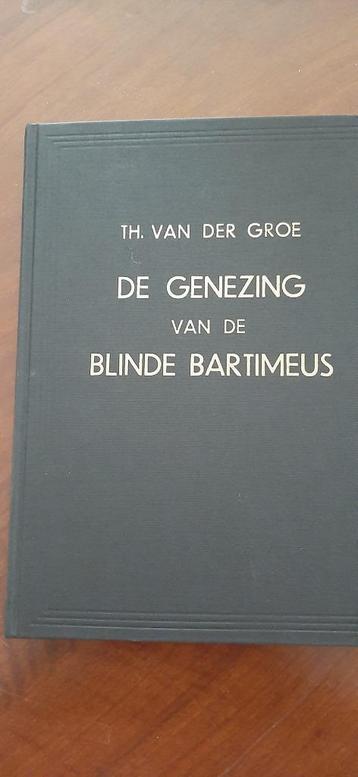 TH. VAN DER GROE
DE GENEZING
VAN DE
BLINDE BARTIMEUS